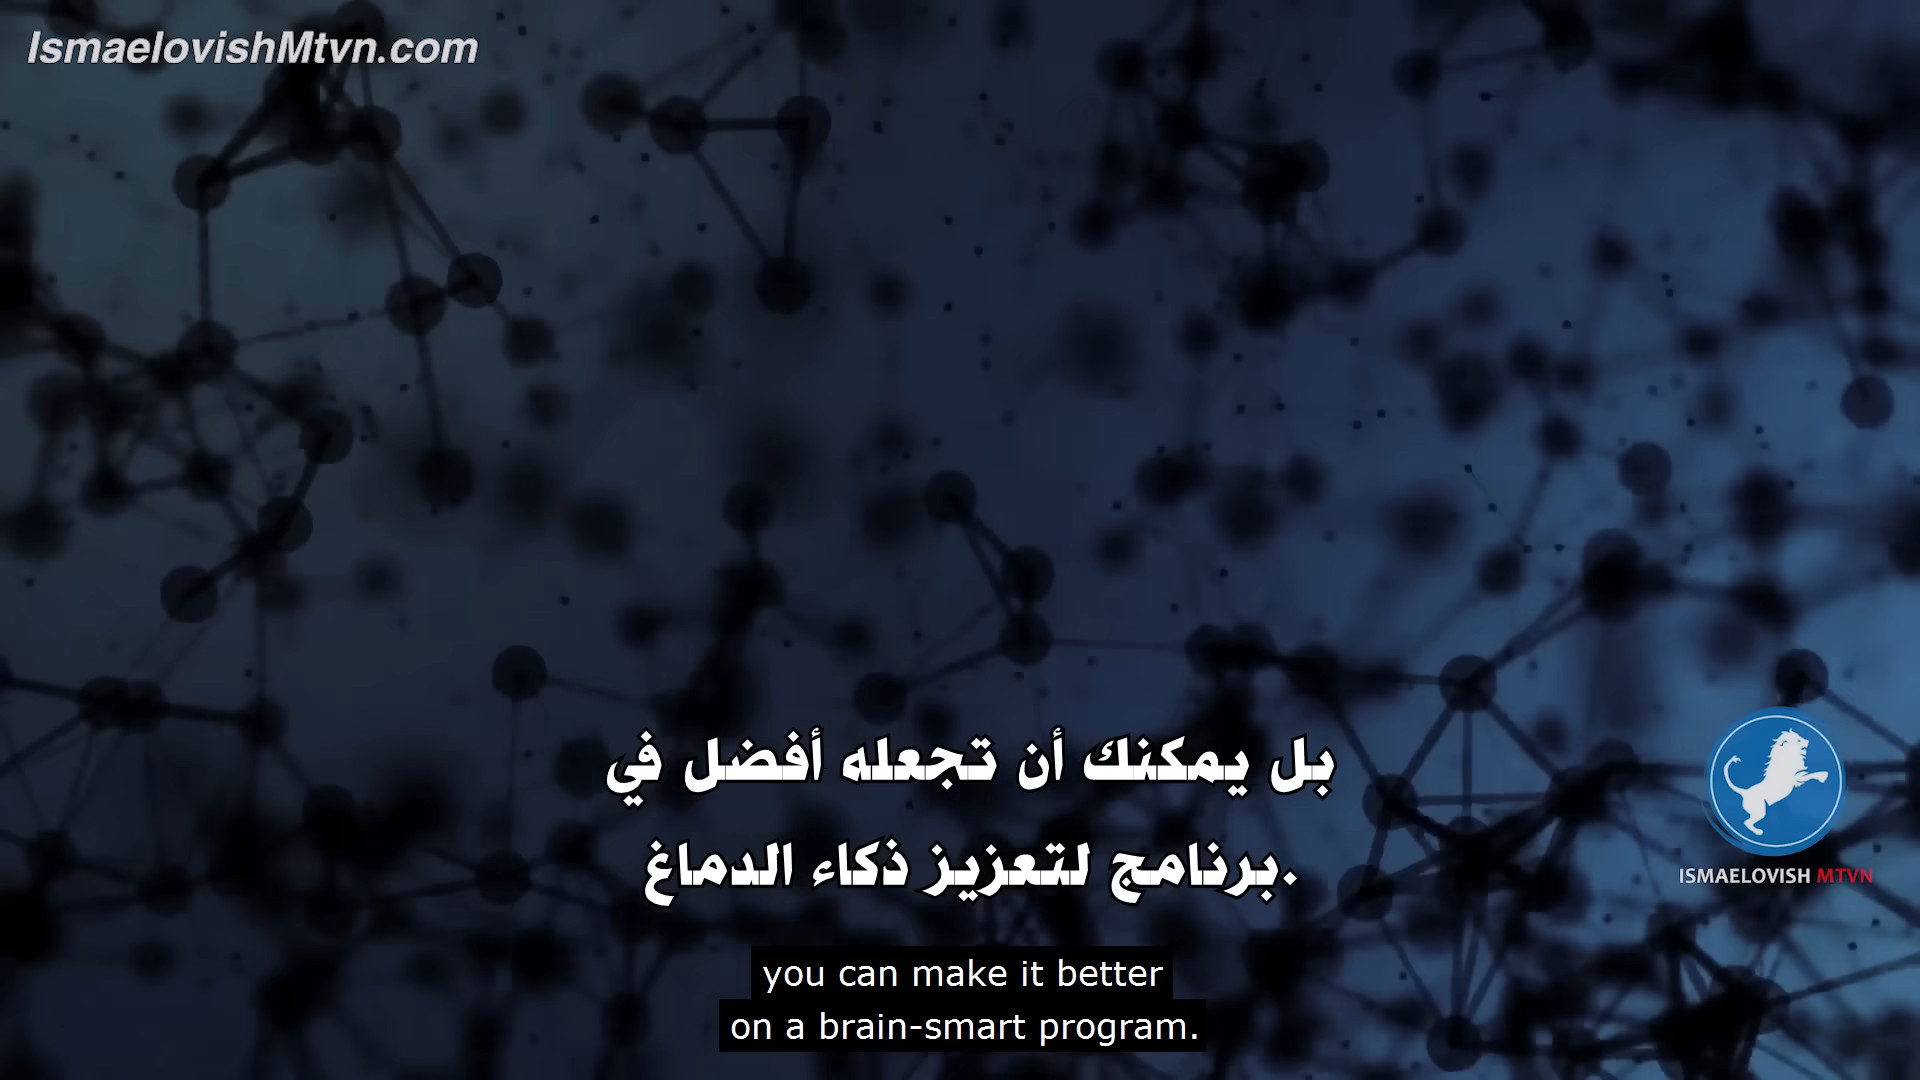 IsmaelovishMtvn.com
بل يمكنك أن تجعله أفضل في
برنامج لتعزيز ذكاء الدماغ.
ISMAELOVISH MTVN
you can make it better
on a brain-smart program.